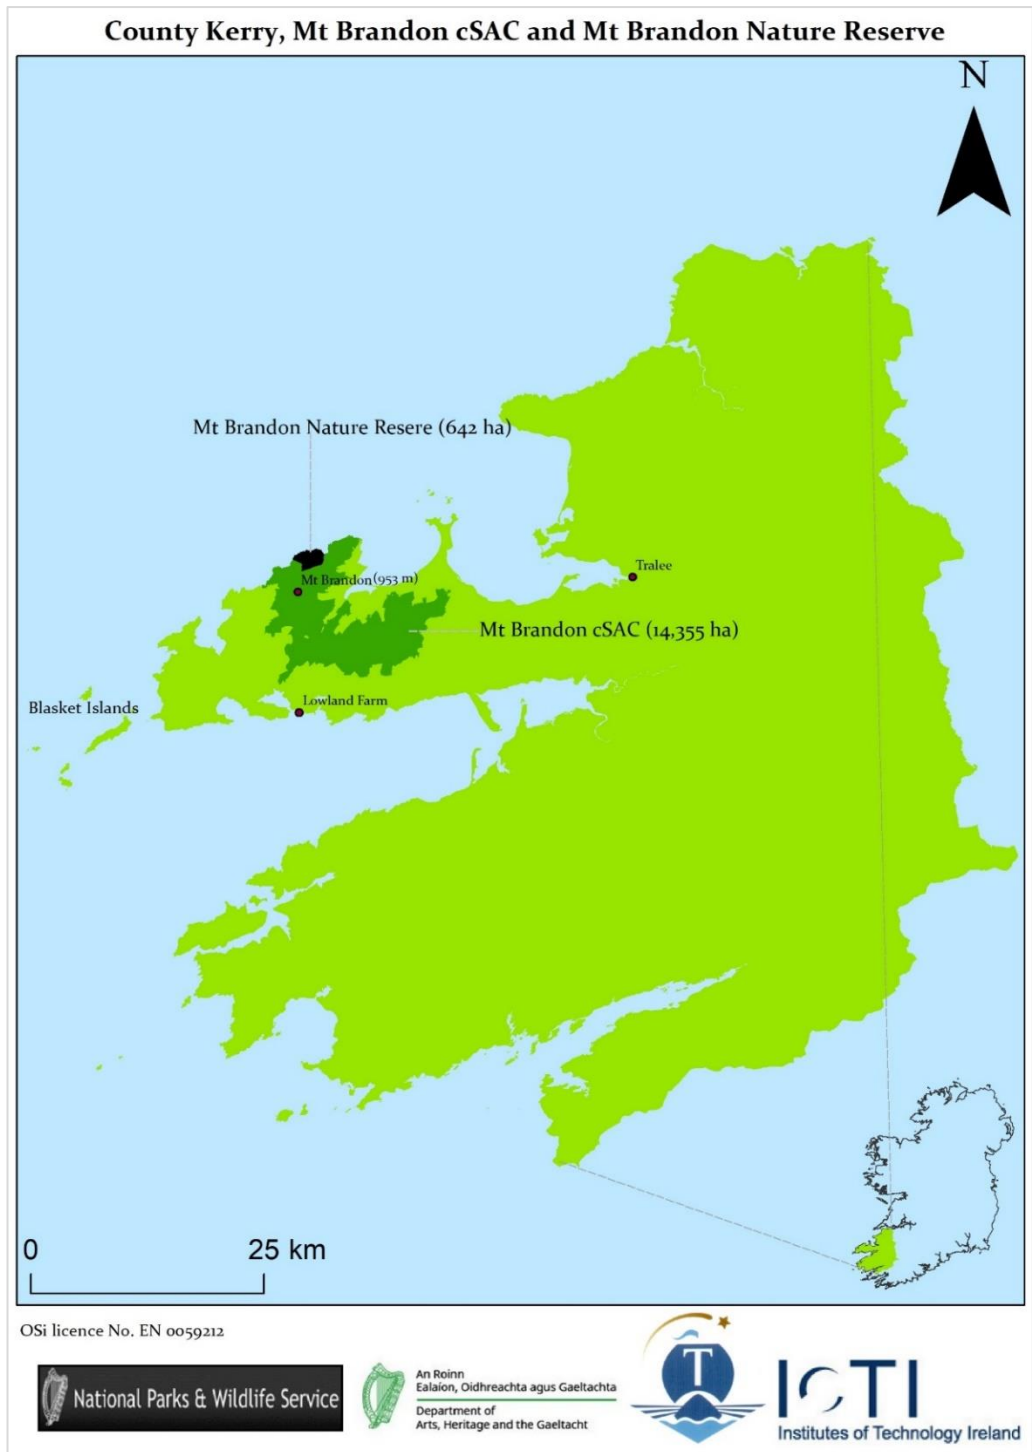 County Kerry, Mt Brandon cSAC and Mt Brandon Nature Reserve
N
Mt Brandon Nature Resere (642 ha)
Mt Brandon (953 m)
Tralee
Mt Brandon cSAC (14,355 ha)
Lowland Farm
Blasket Islands
0 25 km
OSi licence No. EN 0059212
National Parks & Wildlife Service
An Roinn
Ealaíon, Oidhreachta agus Gaeltachta
Department of
Arts, Heritage and the Gaeltacht
T
IoTI
Institutes of Technology Ireland